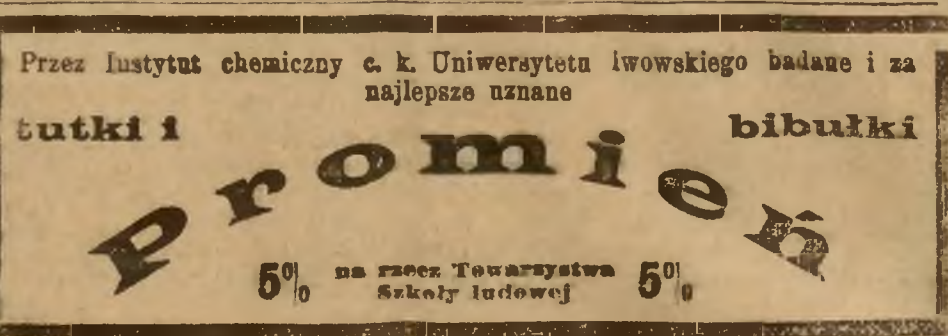 Przez Instytut chemiczny c. k. Uniwersytetu lwowskiego badane i za
najlepsze uznane
tutki i bibułki
Promień
5% na rzecz Towarzystwa 5%
Szkoły ludowej